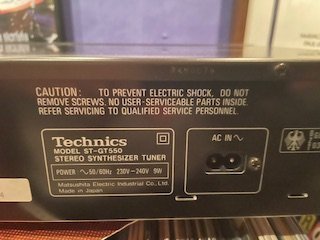 CAUTION: TO PREVENT ELECTRIC SHOCK, DO NOT
REMOVE SCREWS. NO USER-SERVICEABLE PARTS INSIDE.
REFER SERVICING TO QUALIFIED SERVICE PERSONNEL.
Technics
MODEL ST-GT550
STEREO SYNTHESIZER TUNER
POWER ∿50/60Hz 230V-240V 9W
Matsushita Electric Industrial Co., Ltd.
Made in Japan
AC IN ∿